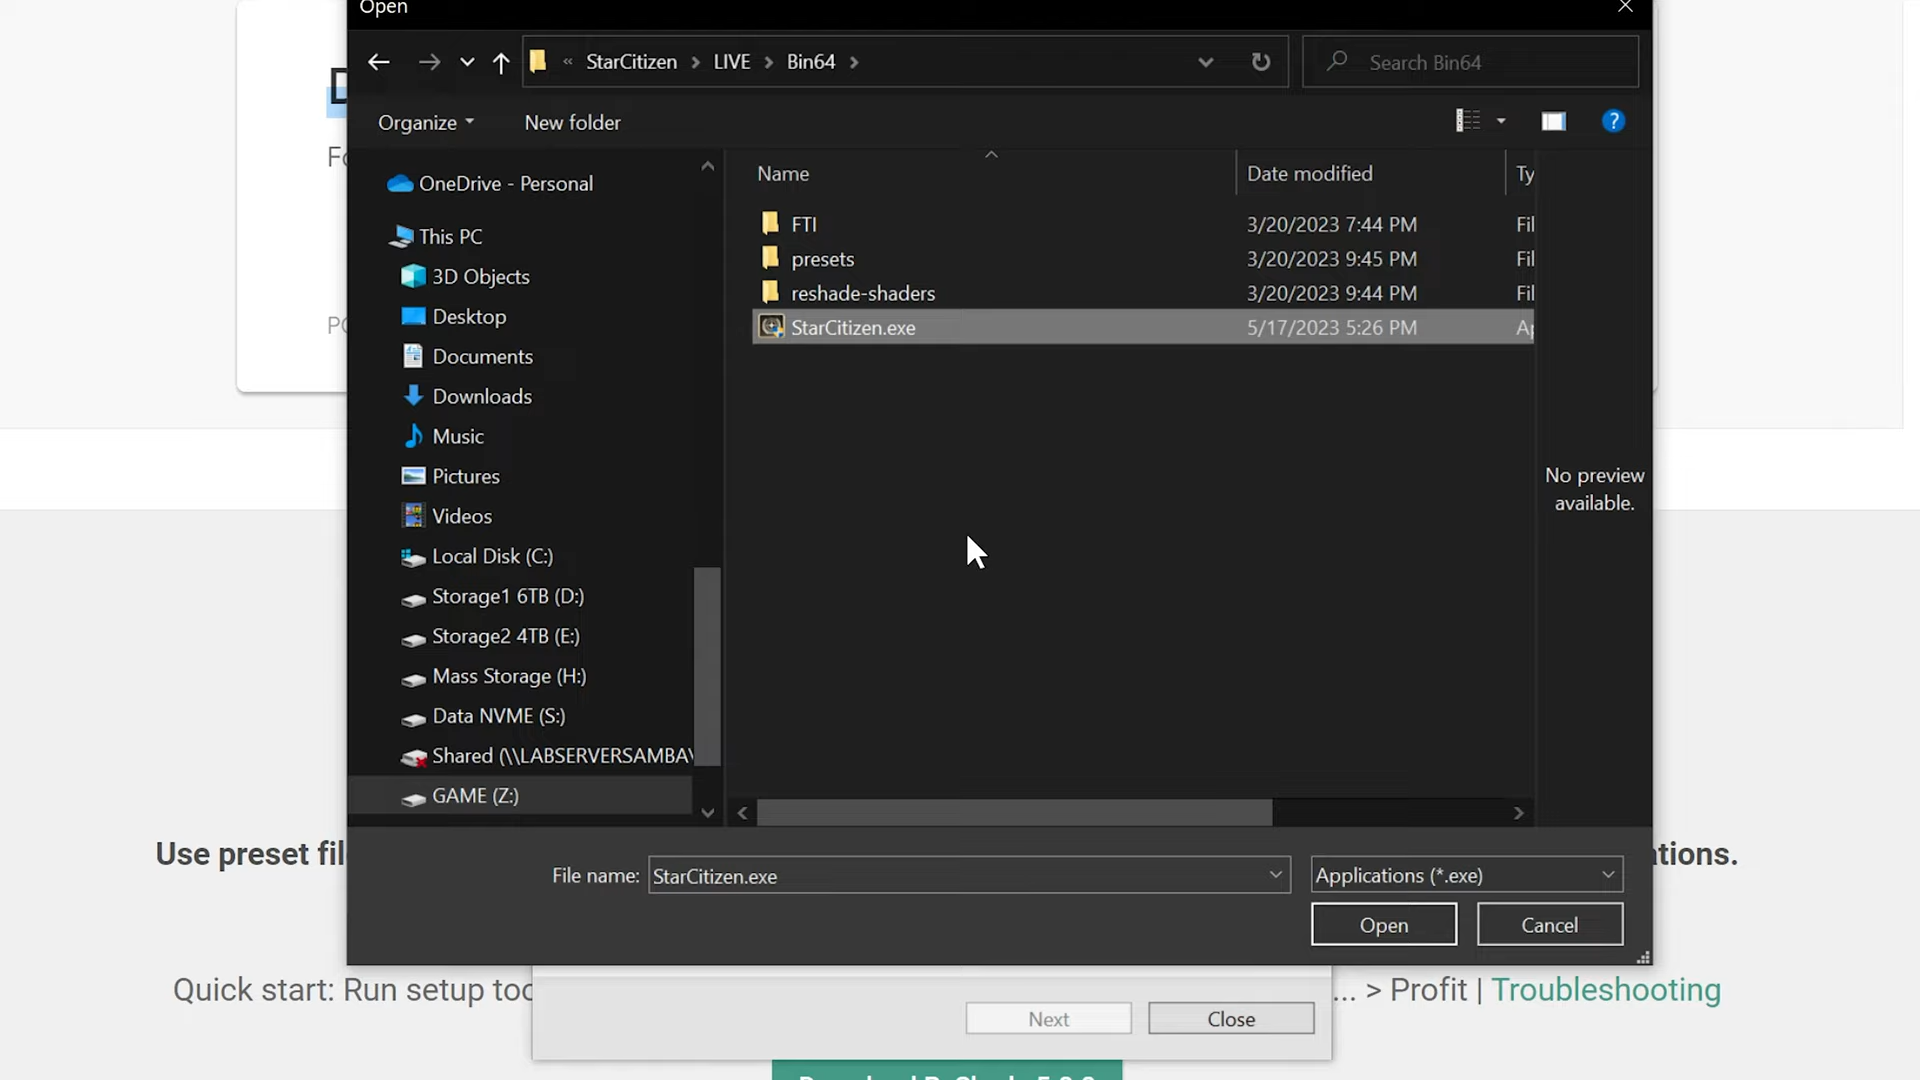 Open
« StarCitizen > LIVE > Bin64 >
Search Bin64
Organize
New folder
?
OneDrive - Personal
This PC
3D Objects
Desktop
Documents
Downloads
Music
Pictures
Videos
Local Disk (C:)
Storage1 6TB (D:)
Storage2 4TB (E:)
Mass Storage (H:)
Data NVME (S:)
Shared (\\LABSERVERSAMBA\
GAME (Z:)
Name Date modified Ty
FTI 3/20/2023 7:44 PM Fil
presets 3/20/2023 9:45 PM Fil
reshade-shaders 3/20/2023 9:44 PM Fil
StarCitizen.exe 5/17/2023 5:26 PM Ap
No preview
available.
File name: StarCitizen.exe
Applications (*.exe)
Open Cancel
Use preset fil
ations.
Quick start: Run setup too
... > Profit | Troubleshooting
Next Close